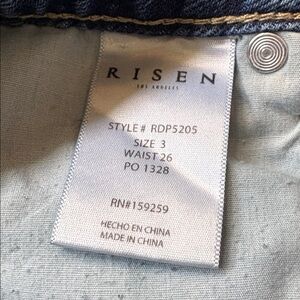 RISEN
LOS ANGELES
STYLE# RDP5205
SIZE 3
WAIST 26
PO 1328
RN#159259
HECHO EN CHINA
MADE IN CHINA